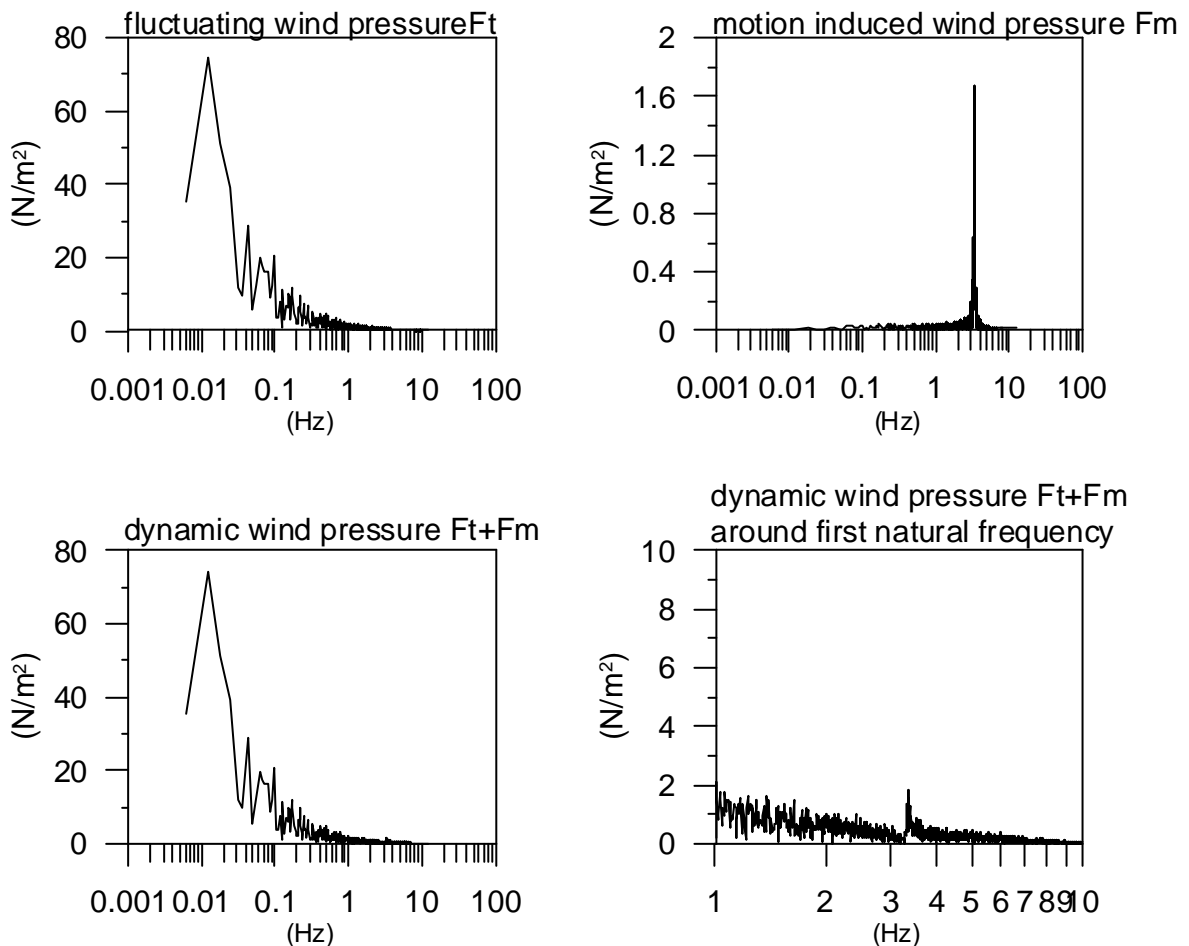 fluctuating wind pressureFt
80
60
40
20
0
(N/m²)
0.001 0.01 0.1 1 10 100
(Hz)
motion induced wind pressure Fm
2
1.6
1.2
0.8
0.4
0
(N/m²)
0.001 0.01 0.1 1 10 100
(Hz)
dynamic wind pressure Ft+Fm
80
60
40
20
0
(N/m²)
0.001 0.01 0.1 1 10 100
(Hz)
dynamic wind pressure Ft+Fm
around first natural frequency
10
8
6
4
2
0
(N/m²)
1 2 3 4 5 6 7 8 9 10
(Hz)